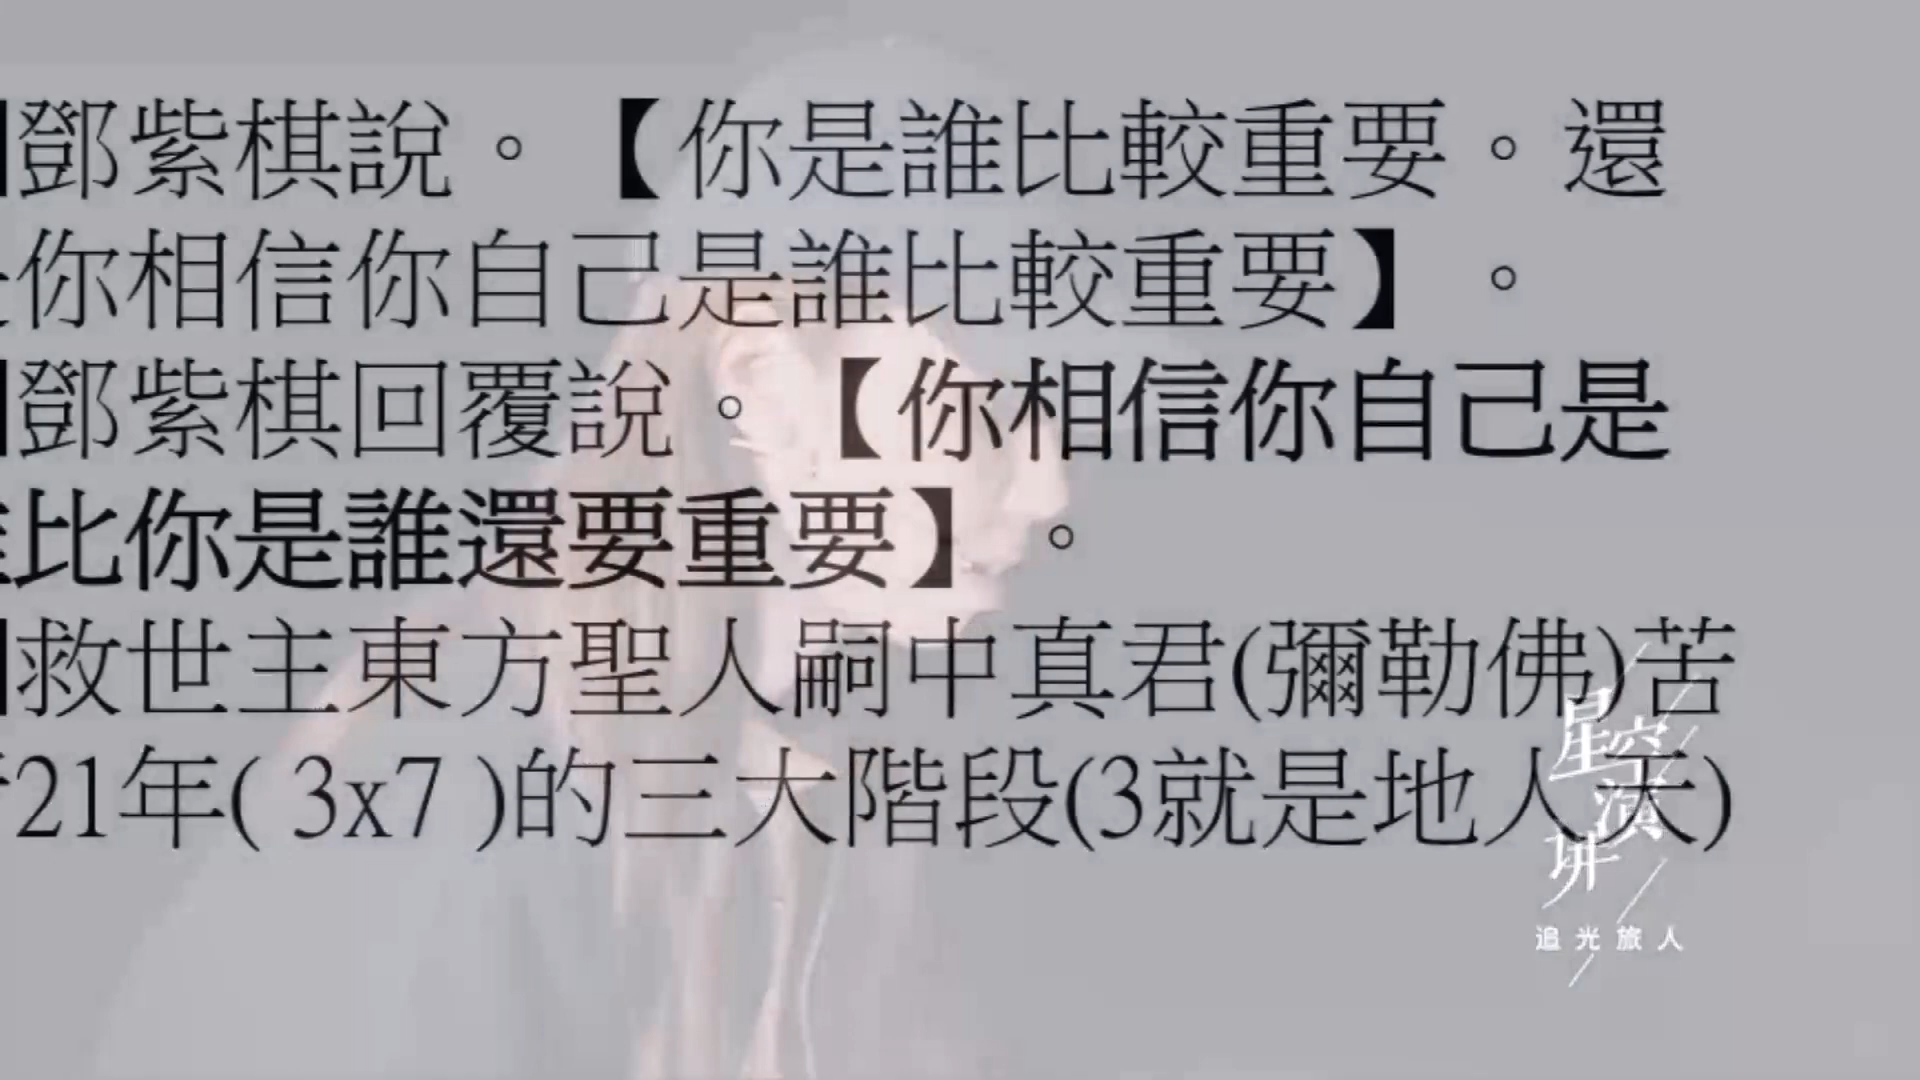 鄧紫棋說。【你是誰比較重要。還
你相信你自己是誰比較重要】。
鄧紫棋回覆說。【你相信你自己是
比你是誰還要重要】。
救世主東方聖人嗣中真君(彌勒佛)苦
21年( 3x7 )的三大階段(3就是地人天)
星空演讲
追光旅人